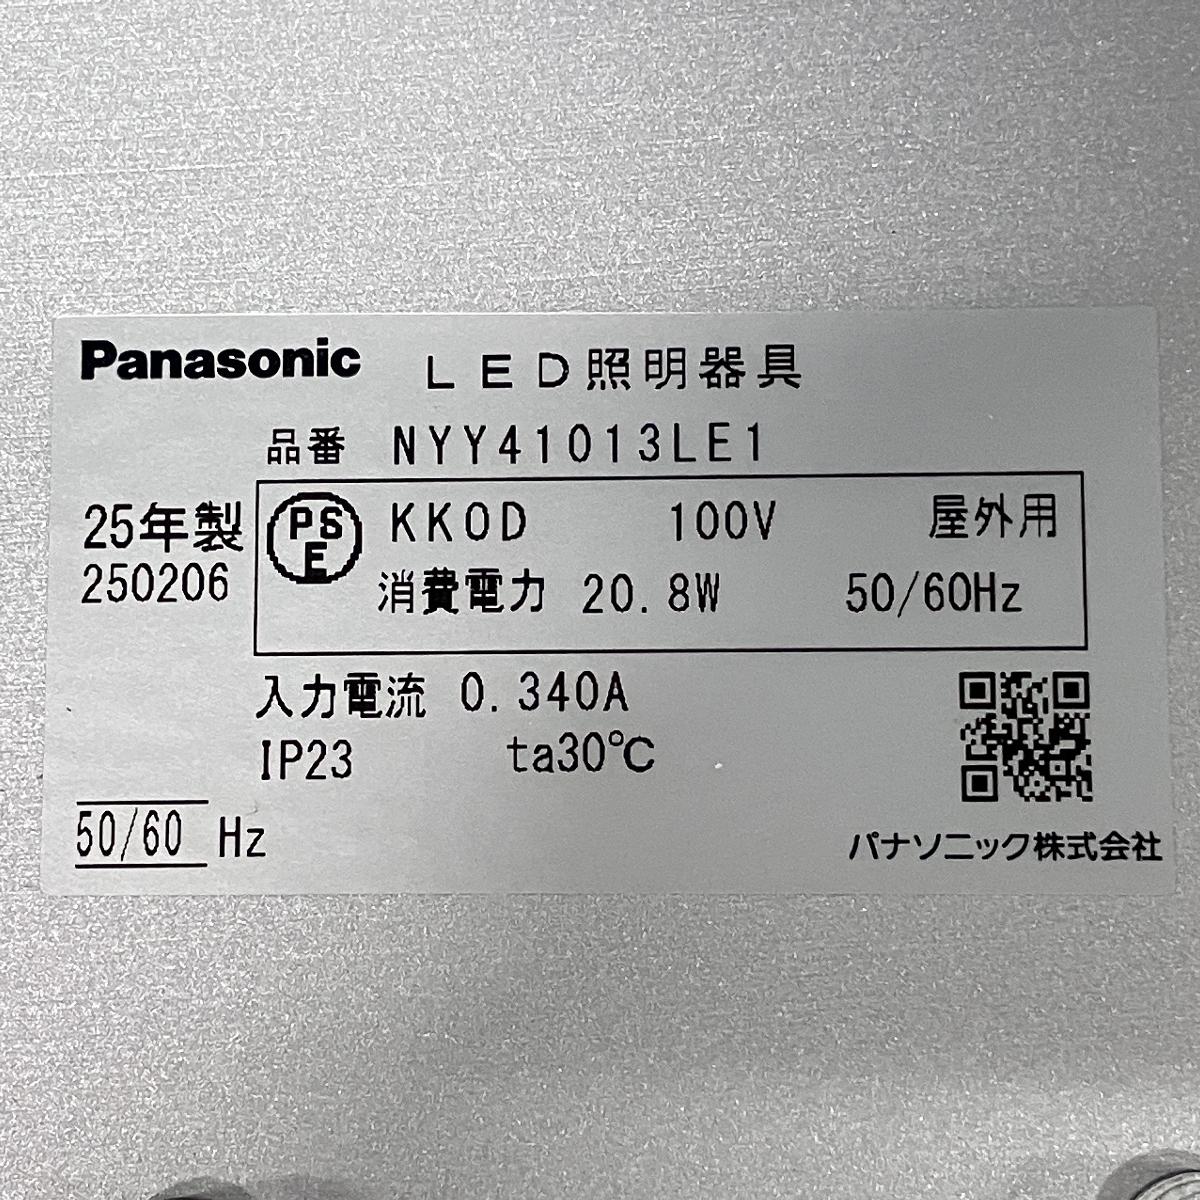 Panasonic LED照明器具
品番 NYY41013LE1
25年製
250206
PSE KKOD 100V 屋外用
消費電力 20.8W 50/60Hz
入力電流 0.340A
IP23 ta30℃
50/60 Hz
パナソニック株式会社